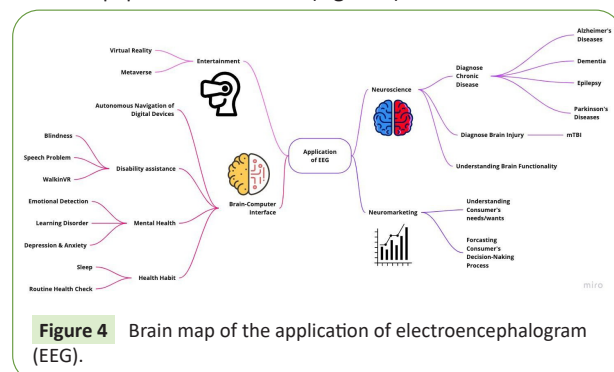 Virtual Reality
Metaverse
Entertainment
Autonomous Navigation of
Digital Devices
Blindness
Speech Problem
WalkinVR
Disability assistance
Emotional Detection
Learning Disorder
Depression & Anxiety
Mental Health
Sleep
Routine Health Check
Health Habit
Brain-Computer
Interface
Application
of EEG
Neuroscience
Diagnose
Chronic
Disease
Alzheimer's
Diseases
Dementia
Epilepsy
Parkinson's
Diseases
Diagnose Brain Injury
mTBI
Understanding Brain Functionality
Neuromarketing
Understanding
Consumer's
needs/wants
Forcasting
Consumer's
Decision-Naking
Process
miro
Figure 4 Brain map of the application of electroencephalogram
(EEG).